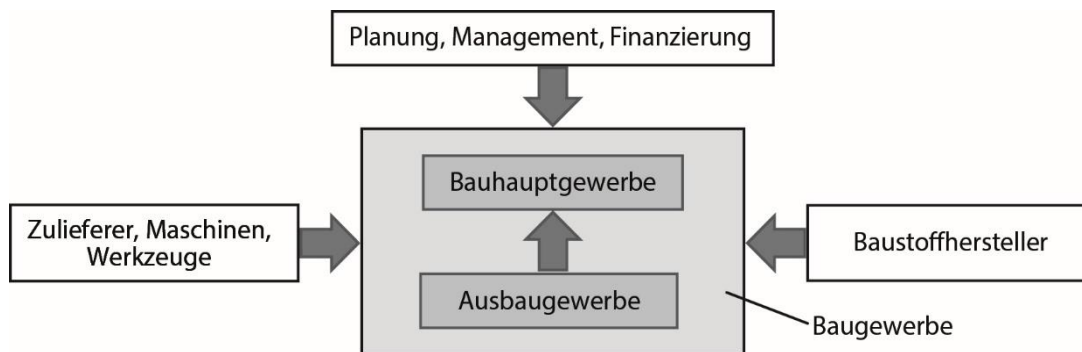 Planung, Management, Finanzierung
Bauhauptgewerbe
Zulieferer, Maschinen,
Werkzeuge
Baustoffhersteller
Ausbaugewerbe
Baugewerbe